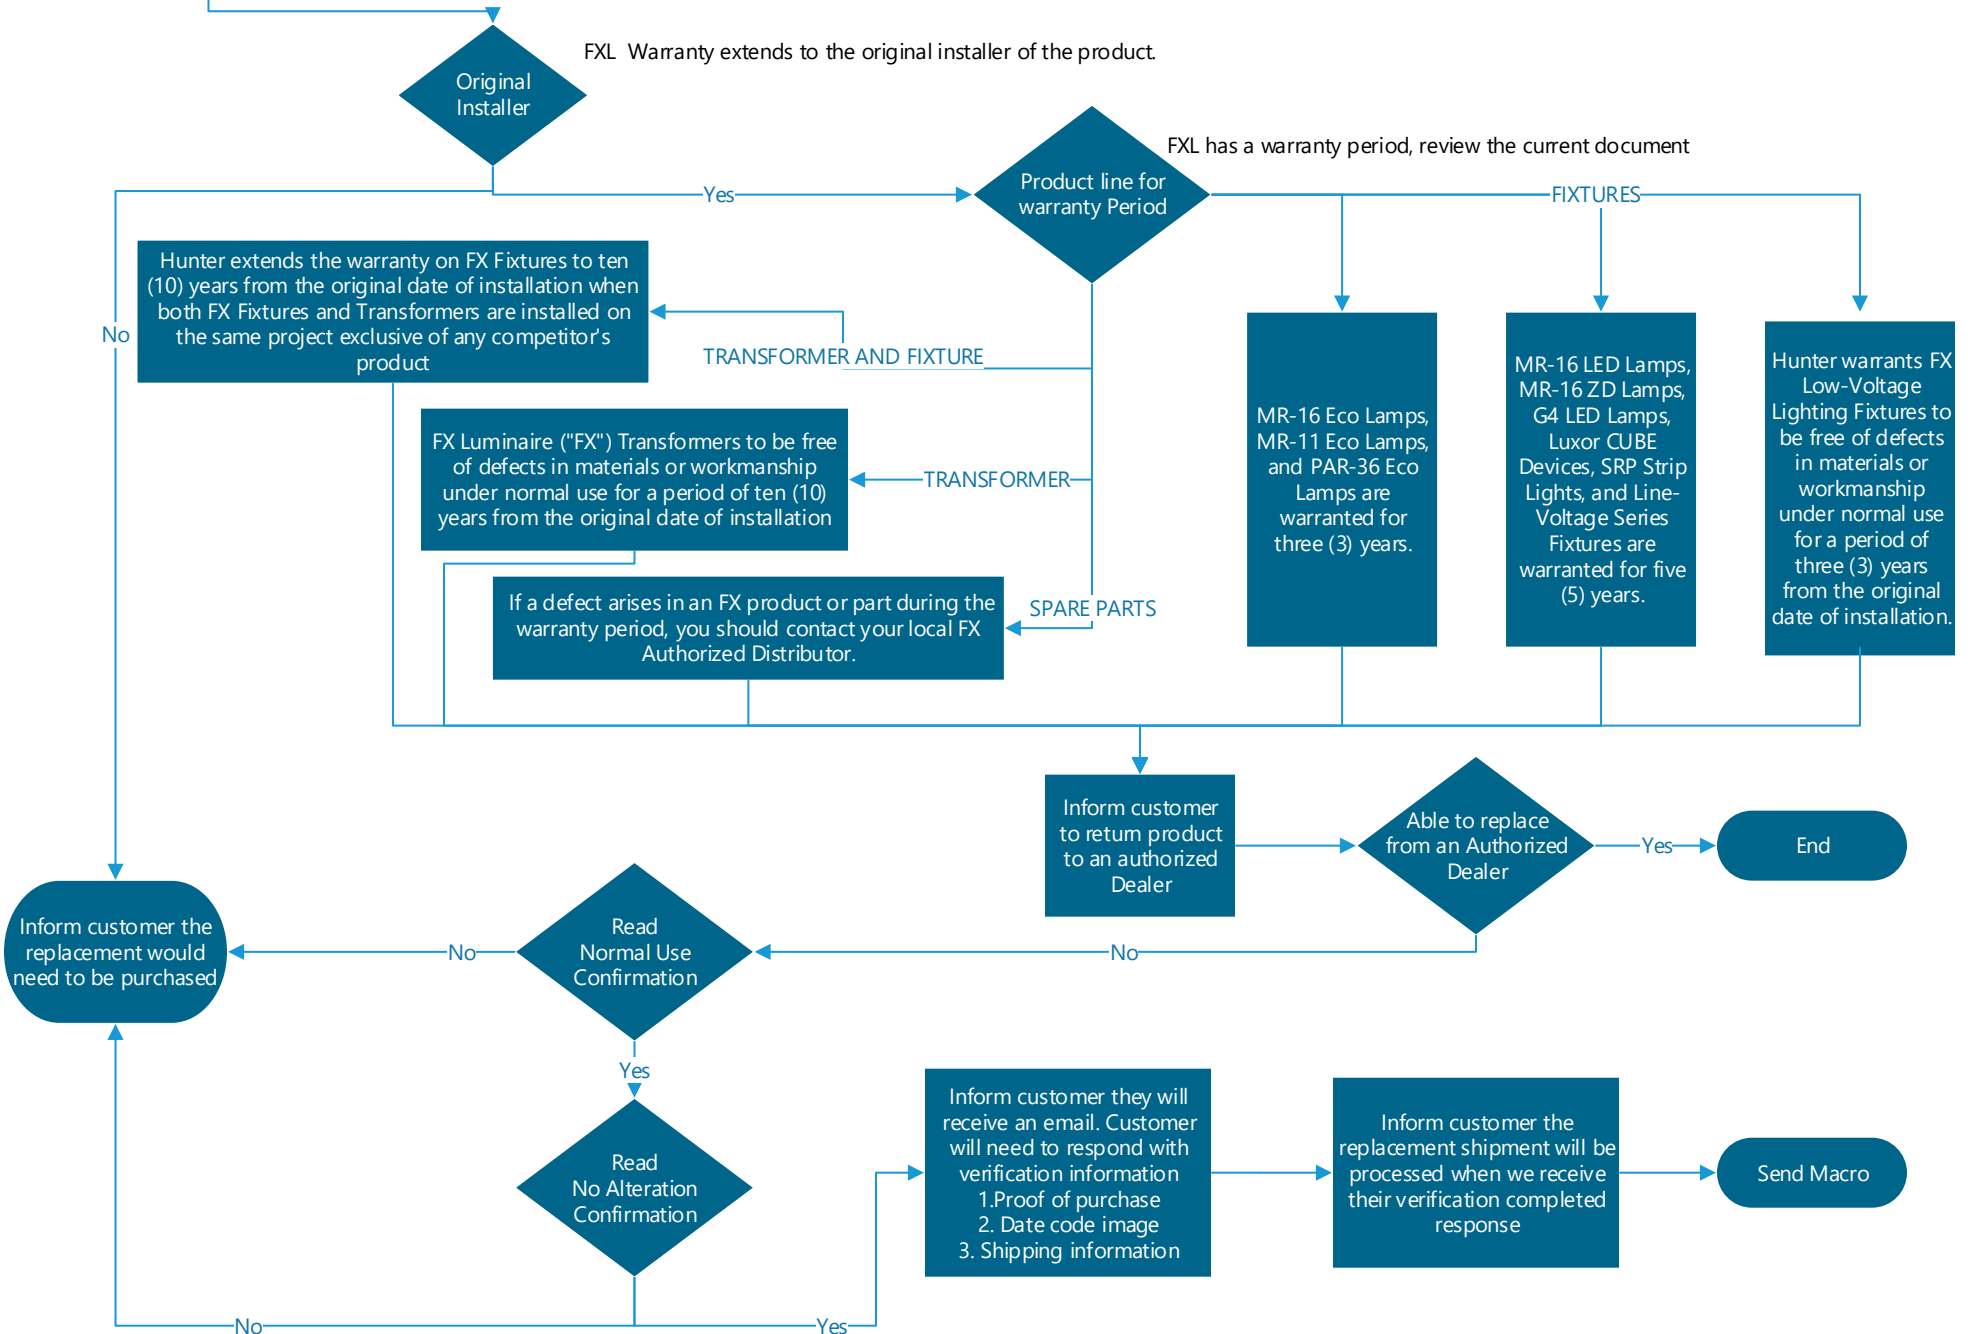 FXL Warranty extends to the original installer of the product.
Original
Installer
FXL has a warranty period, review the current document
Product line for
warranty Period
Yes
FIXTURES
No
Hunter extends the warranty on FX Fixtures to ten
(10) years from the original date of installation when
both FX Fixtures and Transformers are installed on
the same project exclusive of any competitor's
product
TRANSFORMER AND FIXTURE
FX Luminaire ("FX") Transformers to be free
of defects in materials or workmanship
under normal use for a period of ten (10)
years from the original date of installation
TRANSFORMER
If a defect arises in an FX product or part during the
warranty period, you should contact your local FX
Authorized Distributor.
SPARE PARTS
MR-16 Eco Lamps,
MR-11 Eco Lamps,
and PAR-36 Eco
Lamps are
warranted for
three (3) years.
MR-16 LED Lamps,
MR-16 ZD Lamps,
G4 LED Lamps,
Luxor CUBE
Devices, SRP Strip
Lights, and Line-
Voltage Series
Fixtures are
warranted for five
(5) years.
Hunter warrants FX
Low-Voltage
Lighting Fixtures to
be free of defects
in materials or
workmanship
under normal use
for a period of
three (3) years
from the original
date of installation.
Inform customer
to return product
to an authorized
Dealer
Able to replace
from an Authorized
Dealer
Yes
End
No
Read
Normal Use
Confirmation
No
Inform customer the
replacement would
need to be purchased
Yes
Read
No Alteration
Confirmation
No
Yes
Inform customer they will
receive an email. Customer
will need to respond with
verification information
1.Proof of purchase
2. Date code image
3. Shipping information
Inform customer the
replacement shipment will be
processed when we receive
their verification completed
response
Send Macro